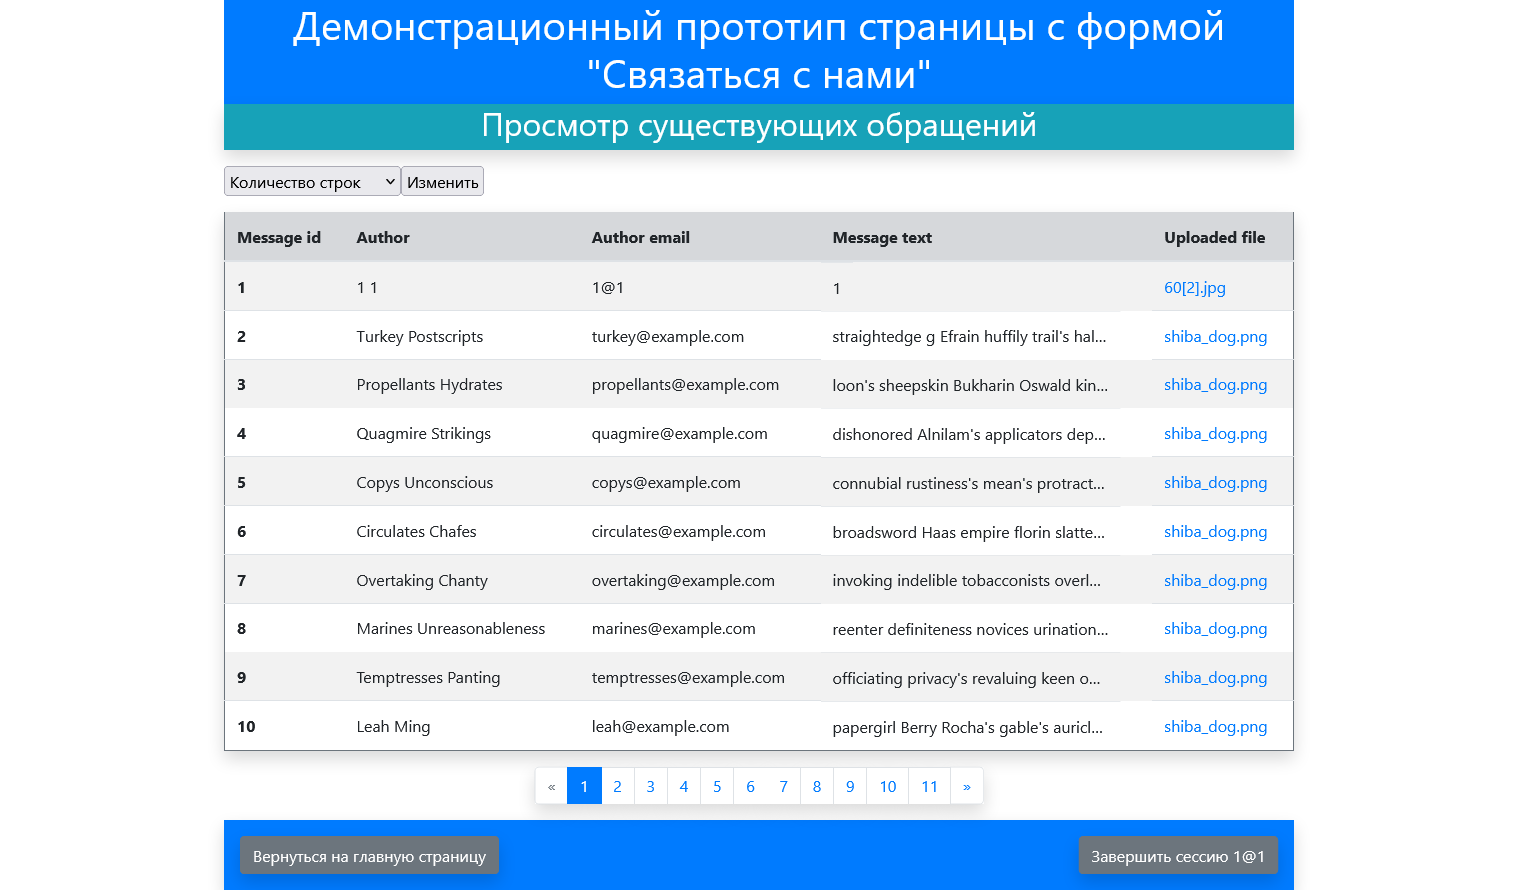 Демонстрационный прототип страницы с формой
"Связаться с нами"
Просмотр существующих обращений
Количество строк Изменить
Message id Author Author email Message text Uploaded file
1 1 1 1@1 1 60[2].jpg
2 Turkey Postscripts turkey@example.com straightedge g Efrain huffily trail's hal... shiba_dog.png
3 Propellants Hydrates propellants@example.com loon's sheepskin Bukharin Oswald kin... shiba_dog.png
4 Quagmire Strikings quagmire@example.com dishonored Alnilam's applicators dep... shiba_dog.png
5 Copys Unconscious copys@example.com connubial rustiness's mean's protract... shiba_dog.png
6 Circulates Chafes circulates@example.com broadsword Haas empire florin slatte... shiba_dog.png
7 Overtaking Chanty overtaking@example.com invoking indelible tobacconists overl... shiba_dog.png
8 Marines Unreasonableness marines@example.com reenter definiteness novices urination... shiba_dog.png
9 Temptresses Panting temptresses@example.com officiating privacy's revaluing keen o... shiba_dog.png
10 Leah Ming leah@example.com papergirl Berry Rocha's gable's auricl... shiba_dog.png
« 1 2 3 4 5 6 7 8 9 10 11 »
Вернуться на главную страницу Завершить сессию 1@1